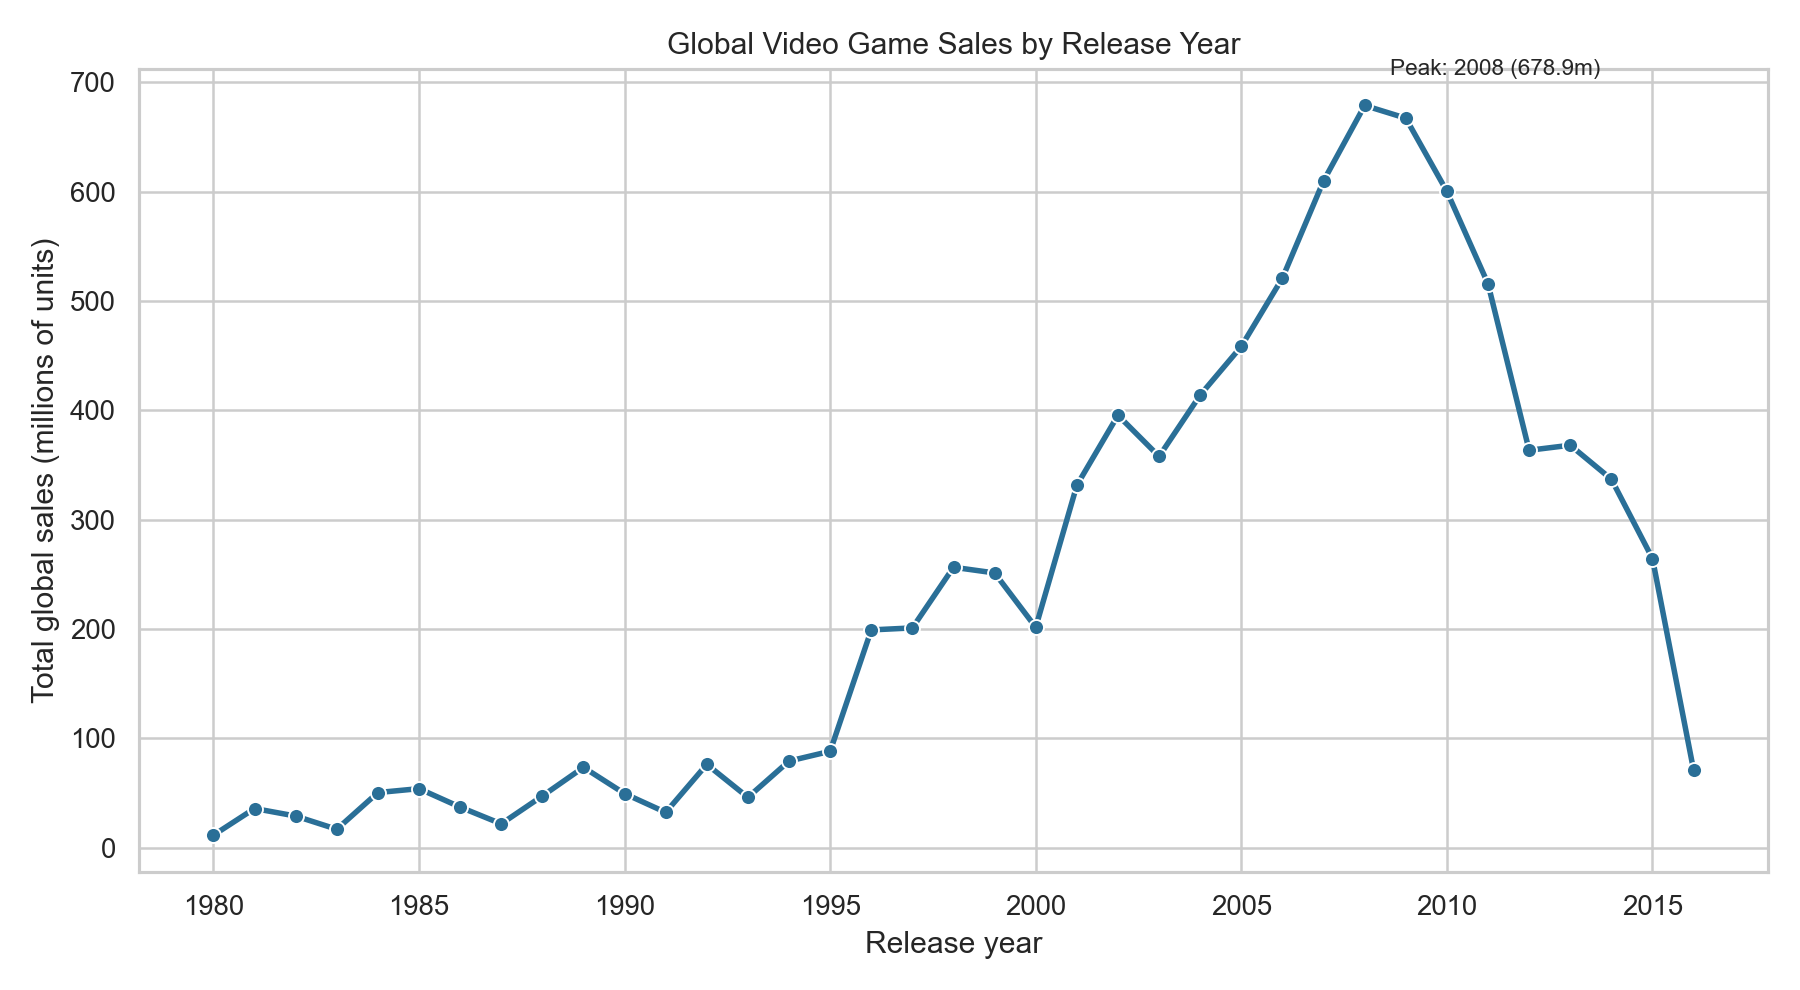 Global Video Game Sales by Release Year
Peak: 2008 (678.9m)
Total global sales (millions of units)
700
600
500
400
300
200
100
0
1980 1985 1990 1995 2000 2005 2010 2015
Release year